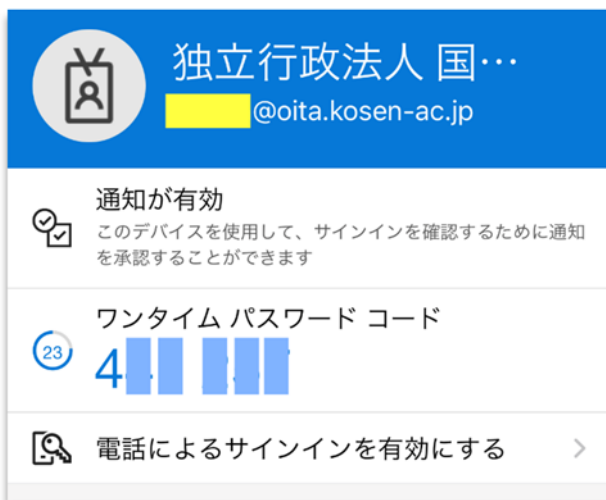 独立行政法人 国…
@oita.kosen-ac.jp
通知が有効
このデバイスを使用して、サインインを確認するために通知
を承認することができます
ワンタイム パスワード コード
23
4
電話によるサインインを有効にする